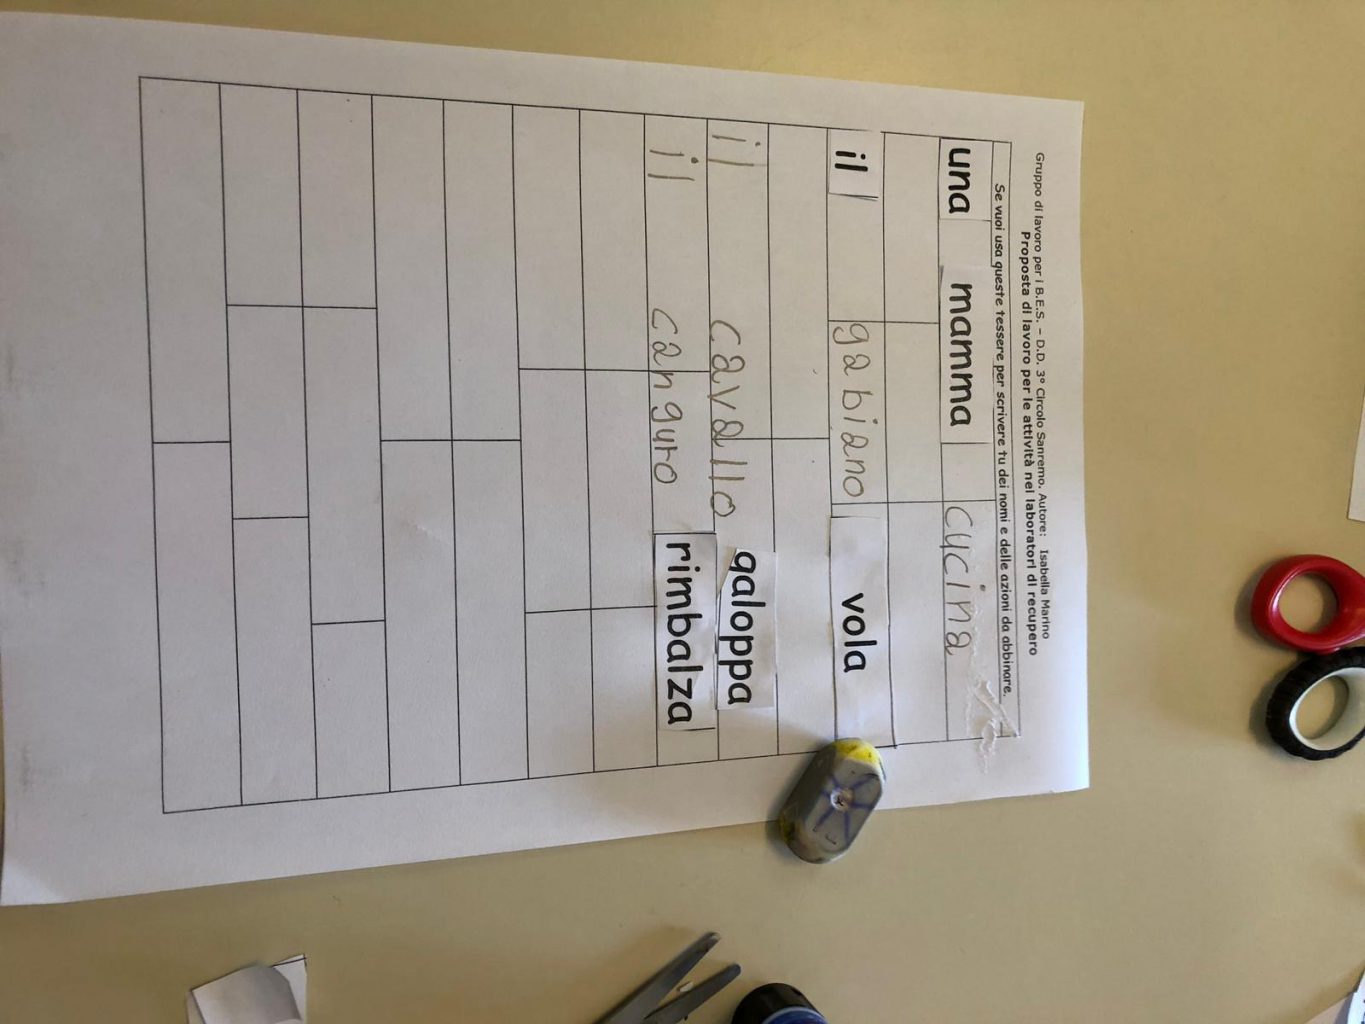 Gruppo di lavoro per i B.E.S. – D.D. 3° Circolo Sanremo. Autore: Isabella Marino
Proposta di lavoro per le attività nei laboratori di recupero
Se vuoi usa queste tessere per scrivere tu dei nomi e delle azioni da abbinare.
una mamma cucina
il gabiano vola
il cavallo galoppa
il canguro rimbalza